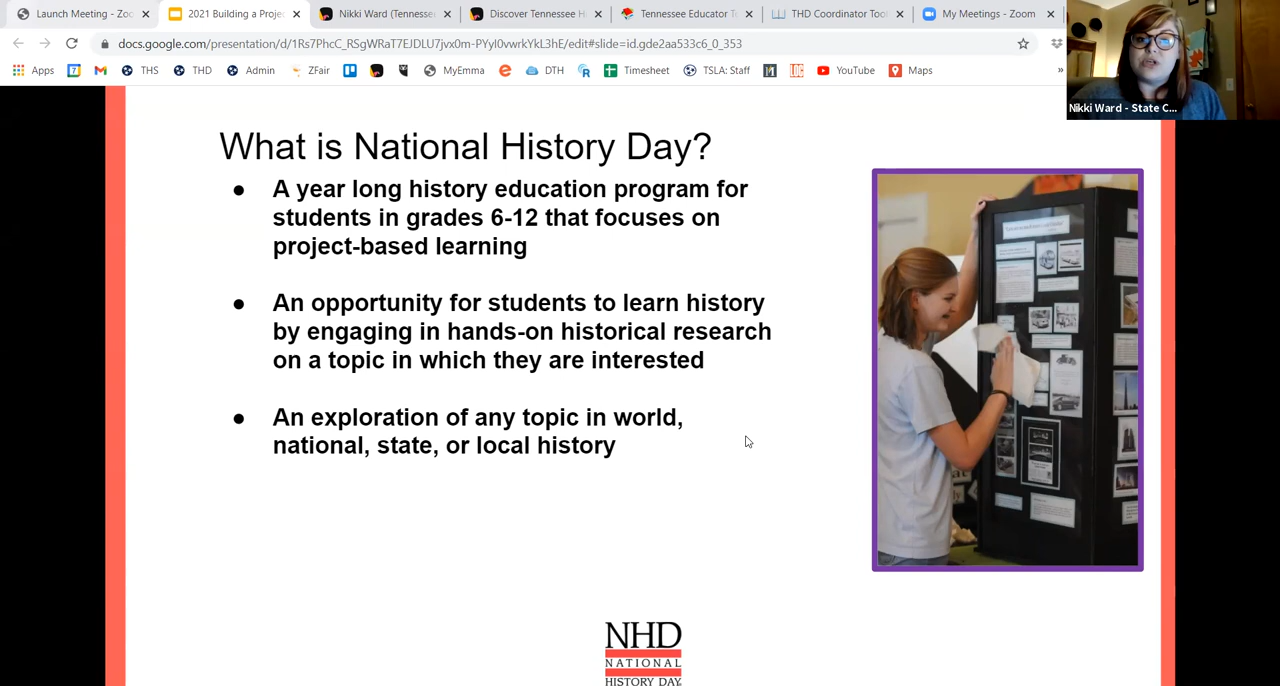 Launch Meeting - Zoo
2021 Building a Proje
Nikki Ward (Tennesse
Discover Tennessee H
Tennessee Educator T
THD Coordinator Tool
My Meetings - Zoom
docs.google.com/presentation/d/1Rs7PhcC_RSgWRaT7EJDLU7jvx0m-PYyI0vwrkYkL3hE/edit#slide=id.gde2aa533c6_0_353
Apps THS THD Admin ZFair MyEmma DTH Timesheet TSLA: Staff YouTube Maps »
Nikki Ward - State C...
What is National History Day?
● A year long history education program for
students in grades 6-12 that focuses on
project-based learning
● An opportunity for students to learn history
by engaging in hands-on historical research
on a topic in which they are interested
● An exploration of any topic in world,
national, state, or local history
NHD
NATIONAL
HISTORY DAY